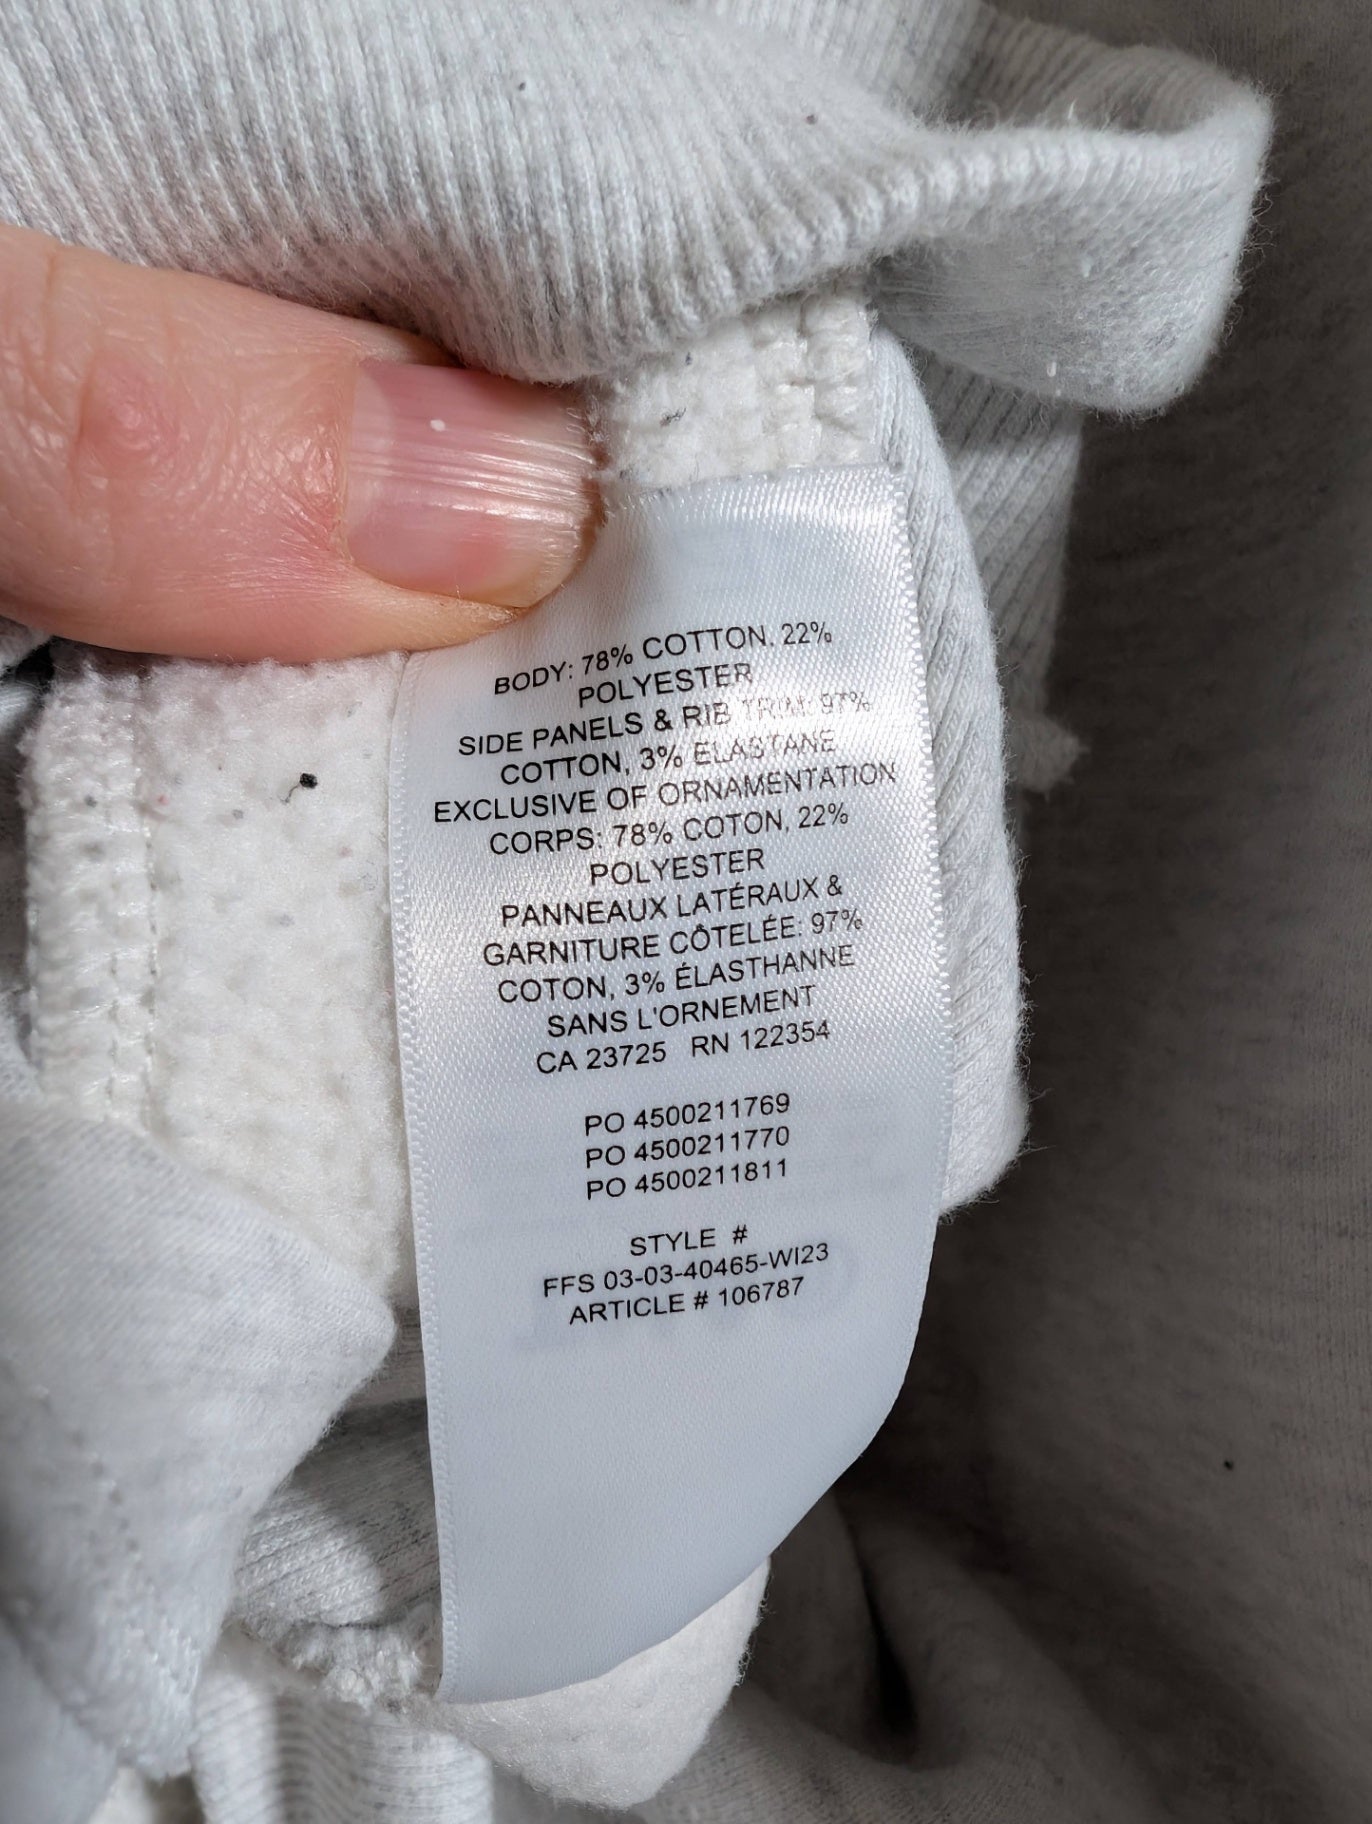 BODY: 78% COTTON, 22%
POLYESTER
SIDE PANELS & RIB TRIM: 97%
COTTON, 3% ELASTANE
EXCLUSIVE OF ORNAMENTATION
CORPS: 78% COTON, 22%
POLYESTER
PANNEAUX LATÉRAUX &
GARNITURE CÔTELÉE: 97%
COTON, 3% ÉLASTHANNE
SANS L'ORNEMENT
CA 23725 RN 122354
PO 4500211769
PO 4500211770
PO 4500211811
STYLE #
FFS 03-03-40465-WI23
ARTICLE # 106787